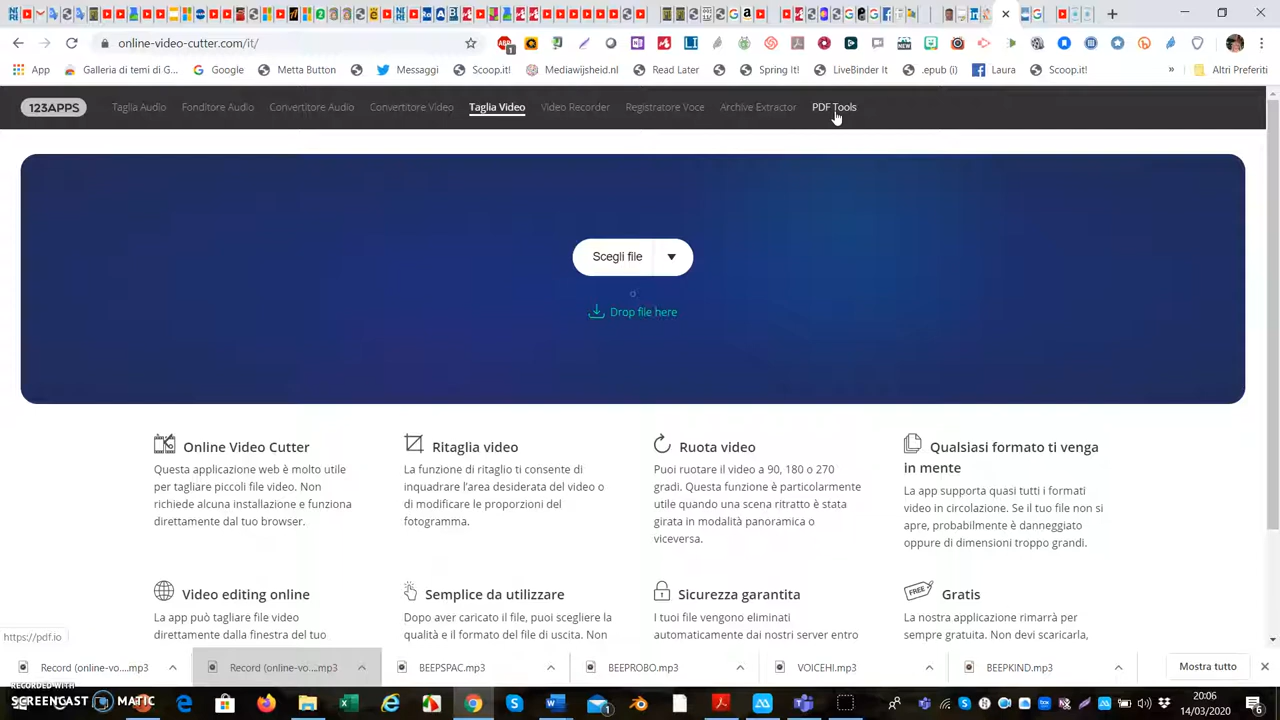 online-video-cutter.com/it/
App Galleria di temi di G... Google Metta Button Messaggi Scoop.it! Mediawijsheid.nl Read Later Spring It! LiveBinder It .epub (i) Laura Scoop.it! » Altri Preferiti
123APPS Taglia Audio Fonditore Audio Convertitore Audio Convertitore Video Taglia Video Video Recorder Registratore Voce Archive Extractor PDF Tools
Scegli file
Drop file here
Online Video Cutter
Questa applicazione web è molto utile
per tagliare piccoli file video. Non
richiede alcuna installazione e funziona
direttamente dal tuo browser.
Ritaglia video
La funzione di ritaglio ti consente di
inquadrare l'area desiderata del video o
di modificare le proporzioni del
fotogramma.
Ruota video
Puoi ruotare il video a 90, 180 o 270
gradi. Questa funzione è particolarmente
utile quando una scena ritratto è stata
girata in modalità panoramica o
viceversa.
Qualsiasi formato ti venga
in mente
La app supporta quasi tutti i formati
video in circolazione. Se il tuo file non si
apre, probabilmente è danneggiato
oppure di dimensioni troppo grandi.
Video editing online
La app può tagliare file video
direttamente dalla finestra del tuo
Semplice da utilizzare
Dopo aver caricato il file, puoi scegliere la
qualità e il formato del file di uscita. Non
Sicurezza garantita
I tuoi file vengono eliminati
automaticamente dai nostri server entro
FREE
Gratis
La nostra applicazione rimarrà per
sempre gratuita. Non devi scaricarla,
https://pdf.io
Record (online-vo....mp3 Record (online-vo....mp3 BEEPSPAC.mp3 BEEPROBO.mp3 VOICEHI.mp3 BEEPKIND.mp3 Mostra tutto
RECORDED WITH
SCREENCAST MATIC
20:06
14/03/2020